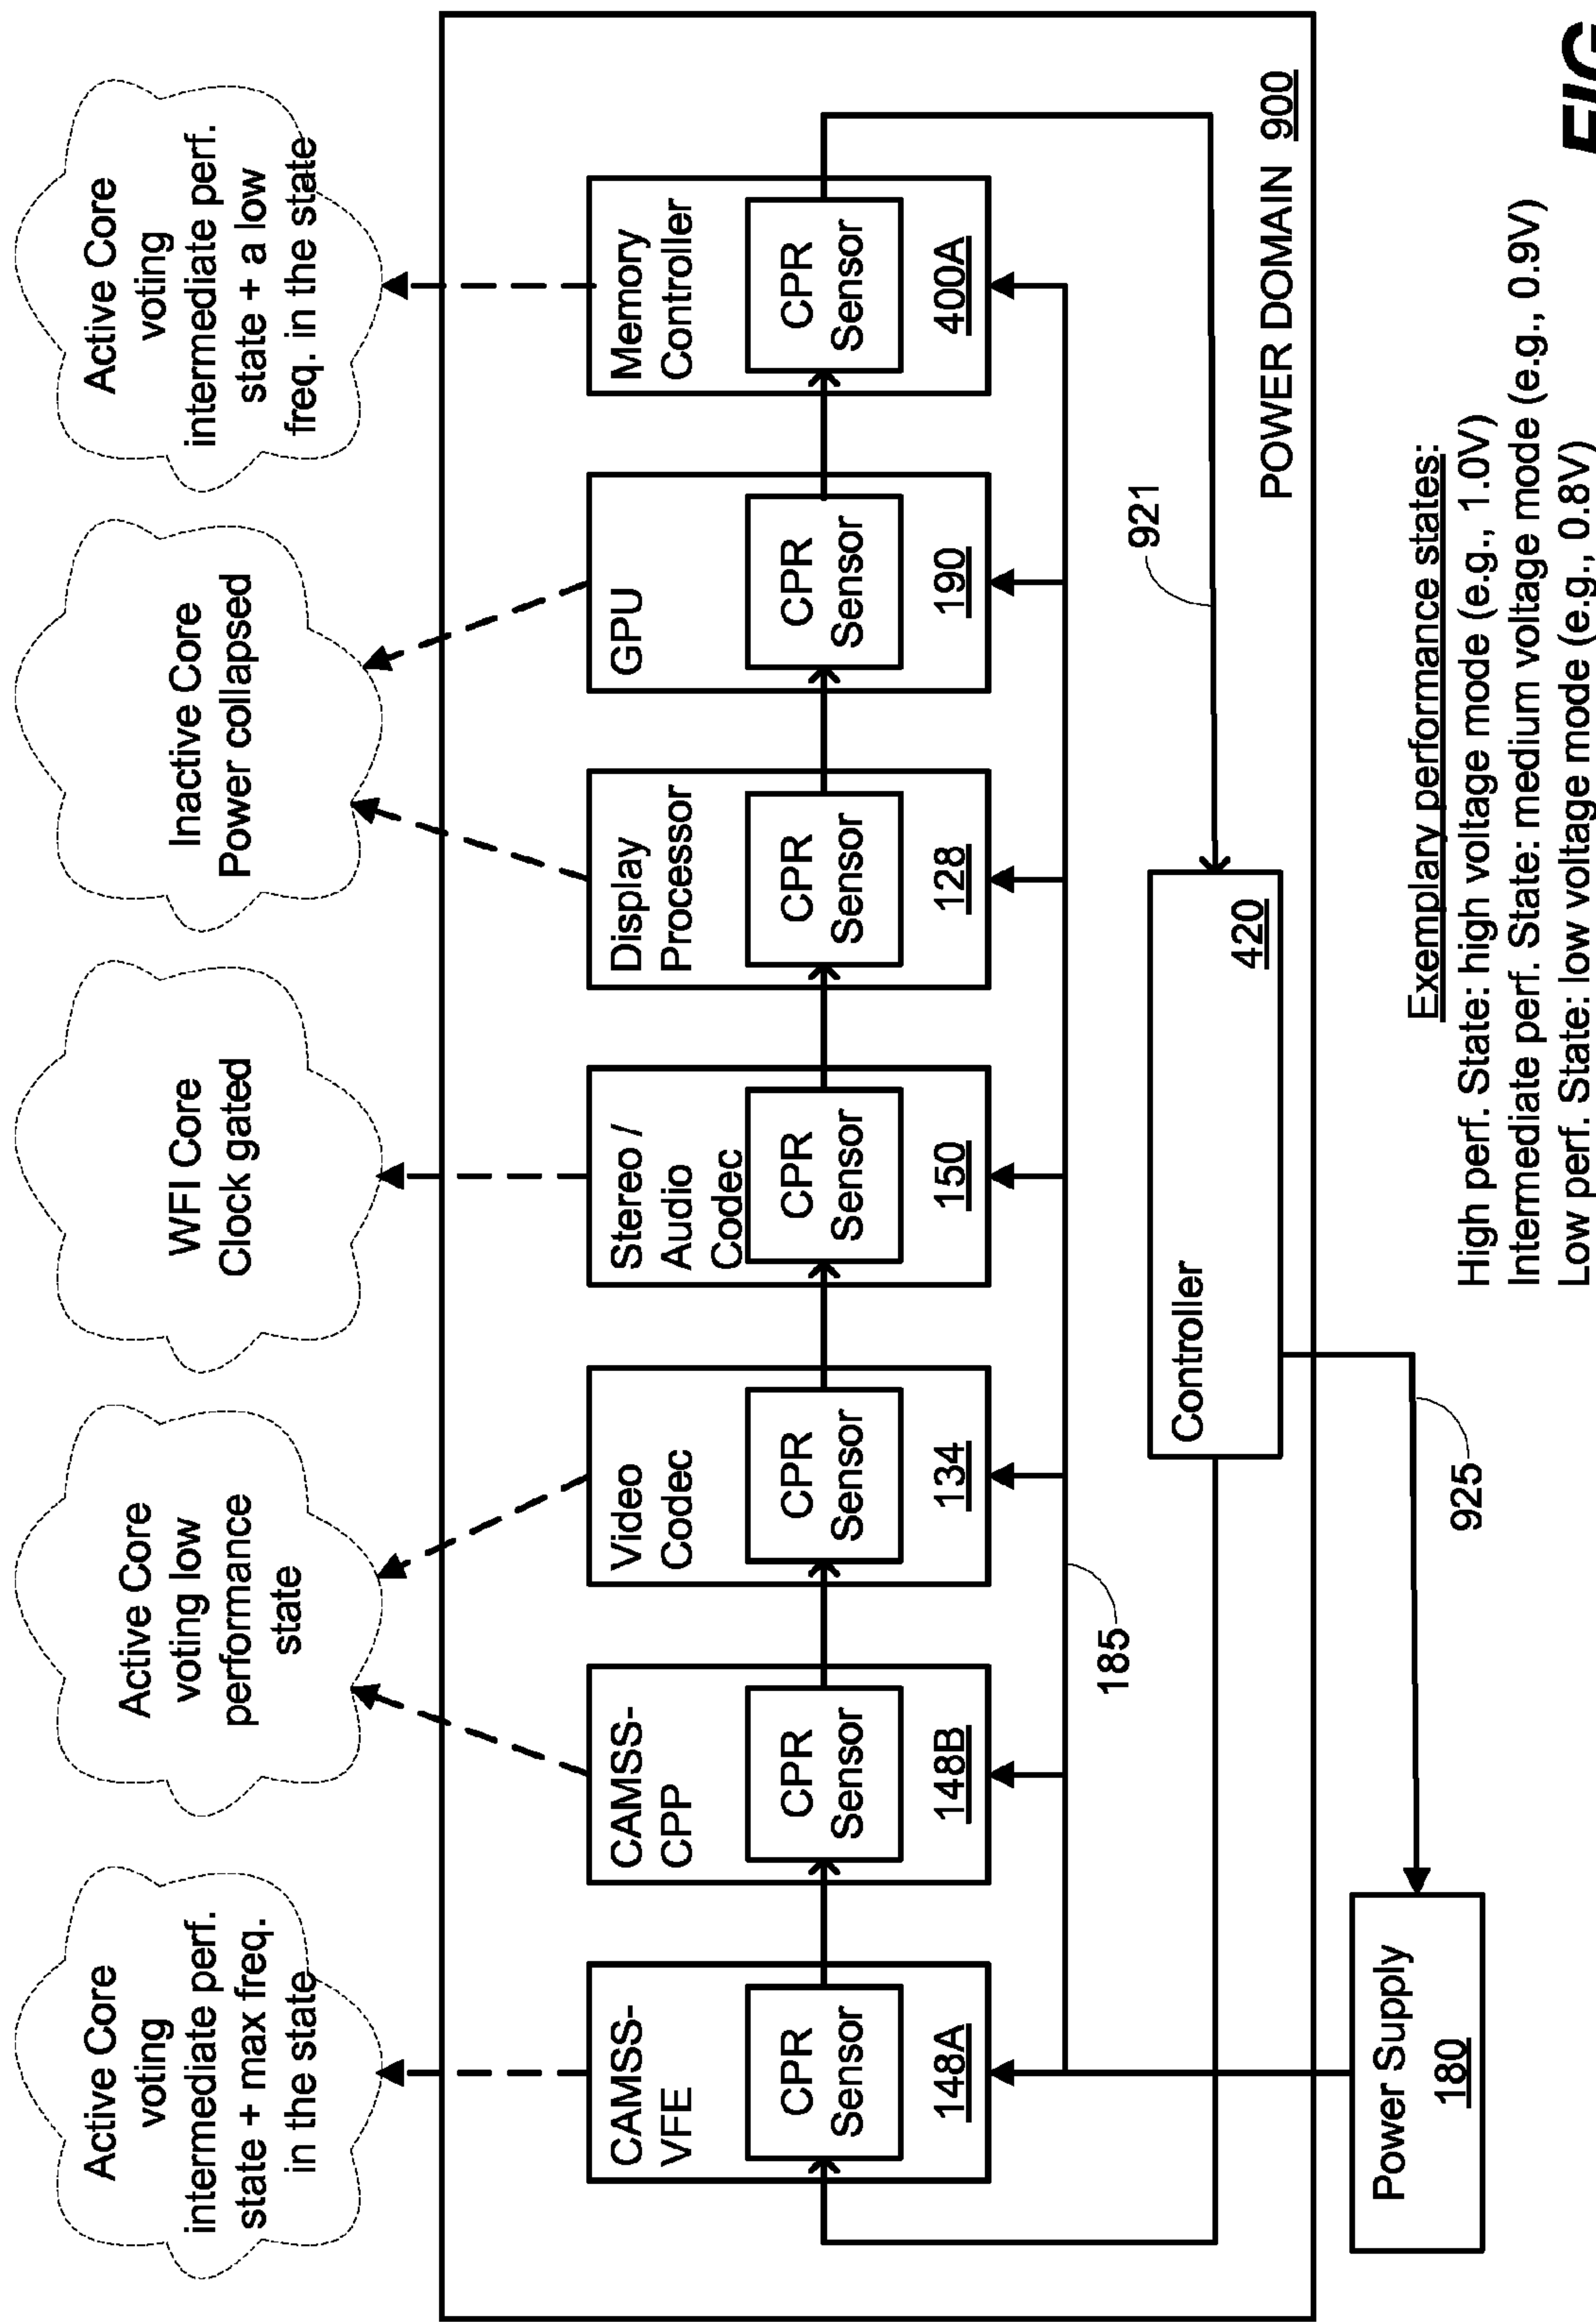 Active Core
voting
intermediate perf.
state + max freq.
in the state
Active Core
voting low
performance
state
WFI Core
Clock gated
Inactive Core
Power collapsed
Active Core
voting
intermediate perf.
state + a low
freq. in the state
CAMSS-
VFE
CPR
Sensor
148A
CAMSS-
CPP
CPR
Sensor
148B
Video
Codec
CPR
Sensor
134
Stereo /
Audio
Codec
CPR
Sensor
150
Display
Processor
CPR
Sensor
128
GPU
CPR
Sensor
190
Memory
Controller
CPR
Sensor
400A
185
921
Controller
420
POWER DOMAIN 900
Power Supply
180
925
Exemplary performance states:
High perf. State: high voltage mode (e.g., 1.0V)
Intermediate perf. State: medium voltage mode (e.g., 0.9V)
Low perf. State: low voltage mode (e.g., 0.8V)
FIG